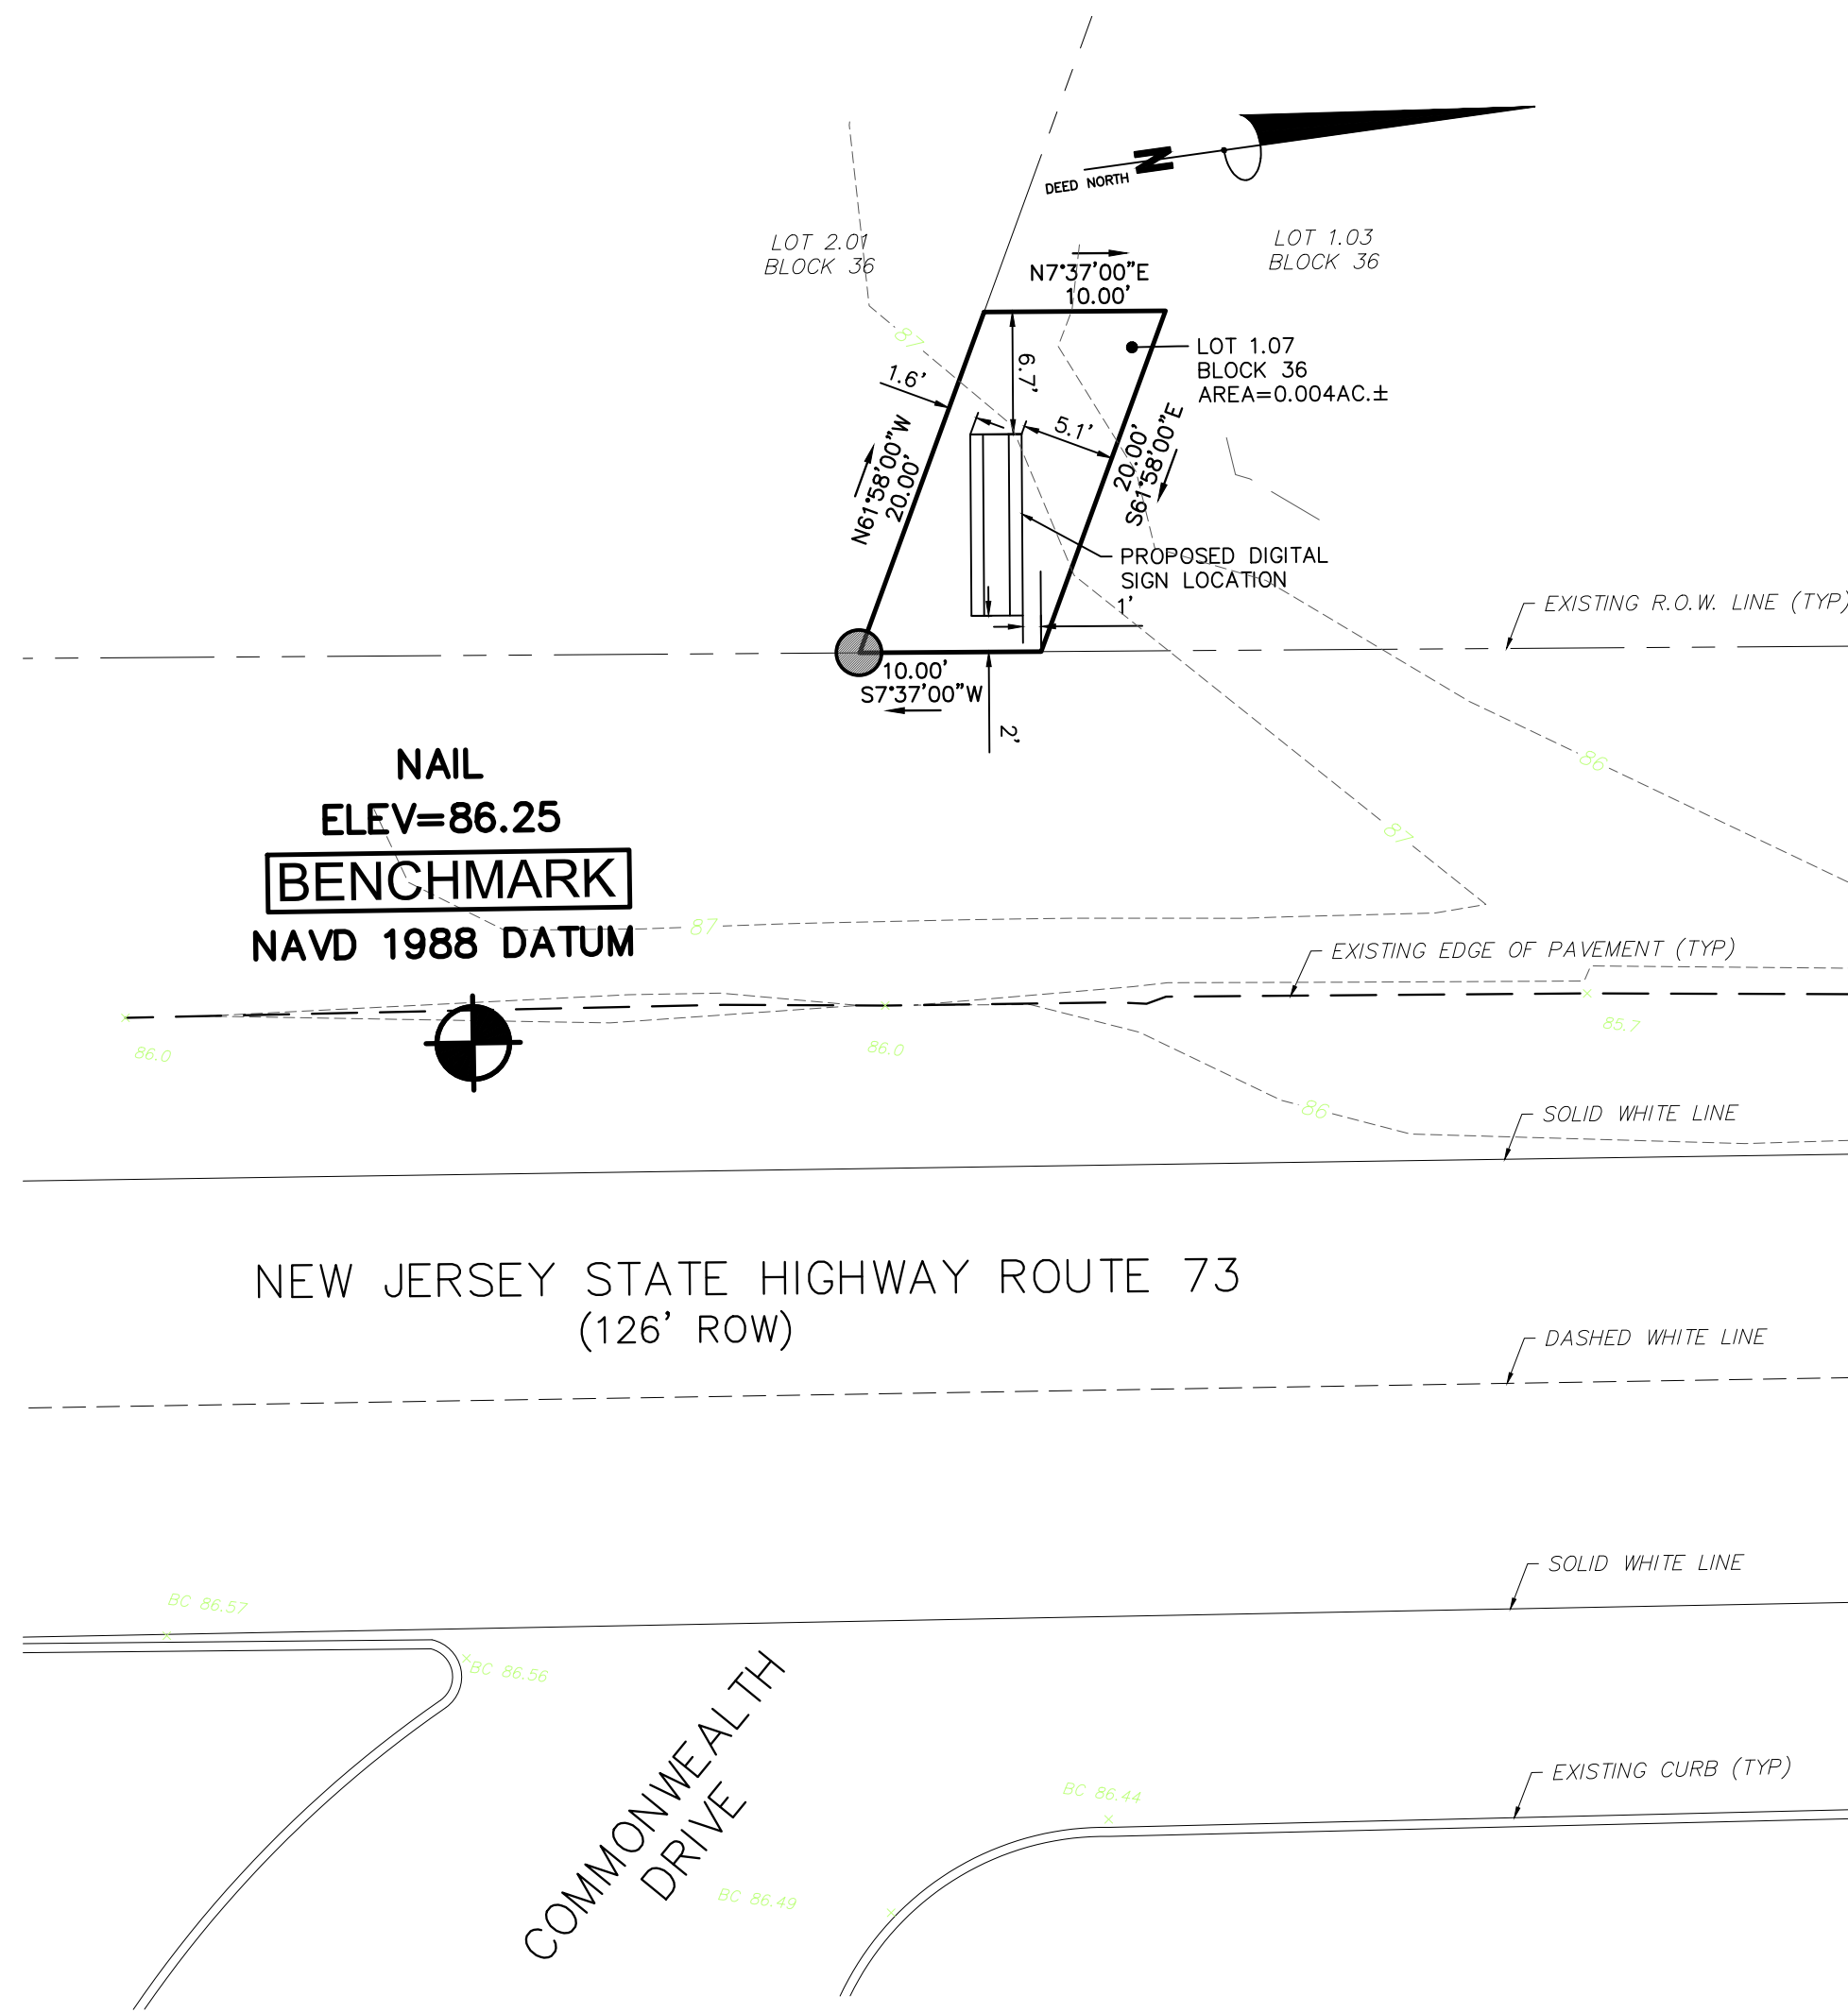 N
DEED NORTH
LOT 2.01
BLOCK 36
LOT 1.03
BLOCK 36
N7°37'00"E
10.00'
87
1.6'
6.7'
LOT 1.07
BLOCK 36
AREA=0.004AC.±
5.1'
N61°58'00"W
20.00'
20.00'
S61°58'00"E
PROPOSED DIGITAL
SIGN LOCATION
1'
EXISTING R.O.W. LINE (TYP)
10.00'
S7°37'00"W
2'
NAIL
ELEV=86.25
BENCHMARK
NAVD 1988 DATUM
86
87
87
EXISTING EDGE OF PAVEMENT (TYP)
86.0
86.0
85.7
86
SOLID WHITE LINE
NEW JERSEY STATE HIGHWAY ROUTE 73
(126' ROW)
DASHED WHITE LINE
SOLID WHITE LINE
BC 86.57
BC 86.56
COMMONWEALTH
DRIVE
BC 86.44
EXISTING CURB (TYP)
BC 86.49